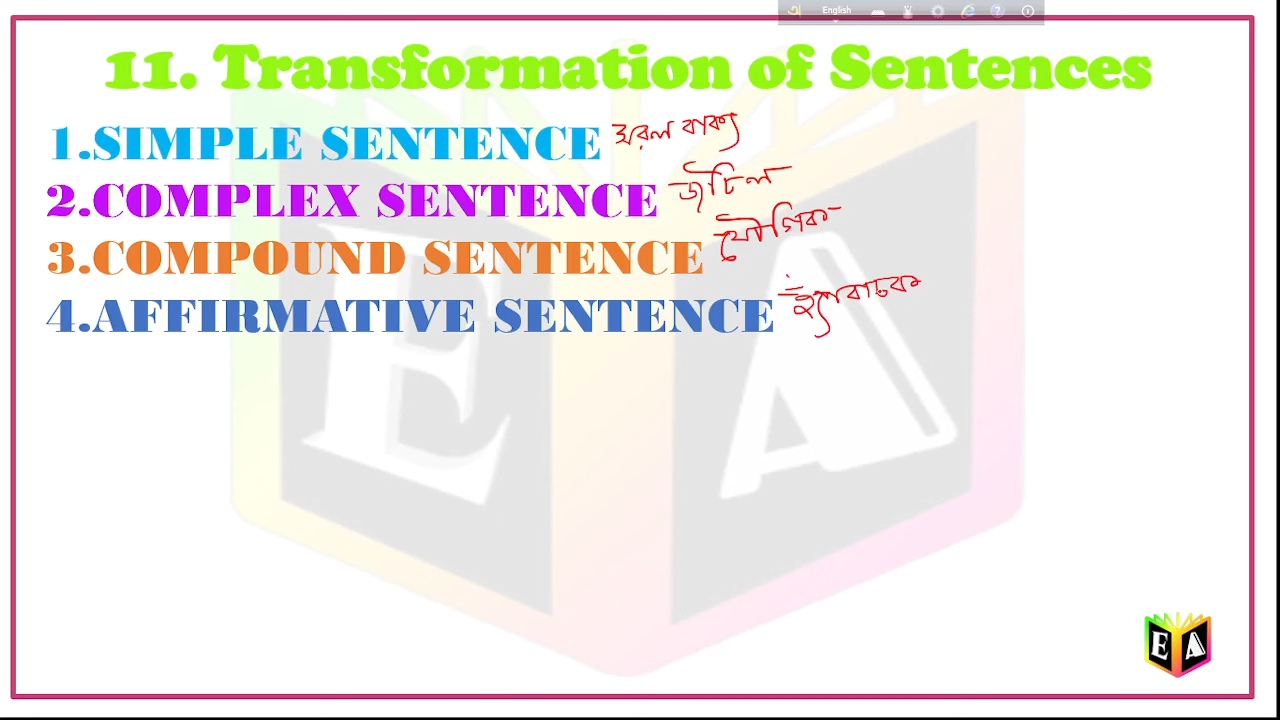 English
11. Transformation of Sentences
1.SIMPLE SENTENCE সরল বাক্য
2.COMPLEX SENTENCE জটিল
3.COMPOUND SENTENCE যৌগিক
4.AFFIRMATIVE SENTENCE হ্যাঁবাচক
E A
E A